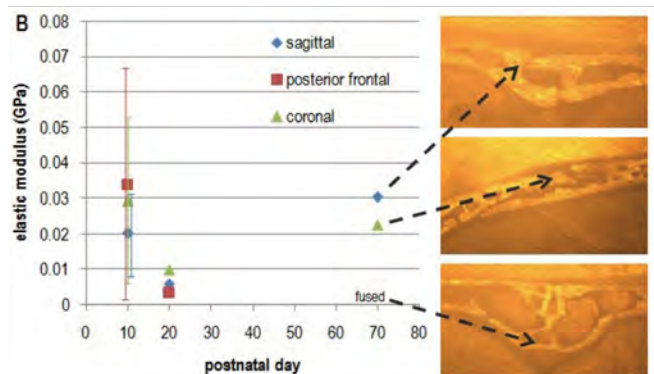 B
0.08
0.07
0.06
0.05
0.04
0.03
0.02
0.01
0
elastic modulus (GPa)
sagittal
posterior frontal
coronal
fused
0 10 20 30 40 50 60 70 80
postnatal day